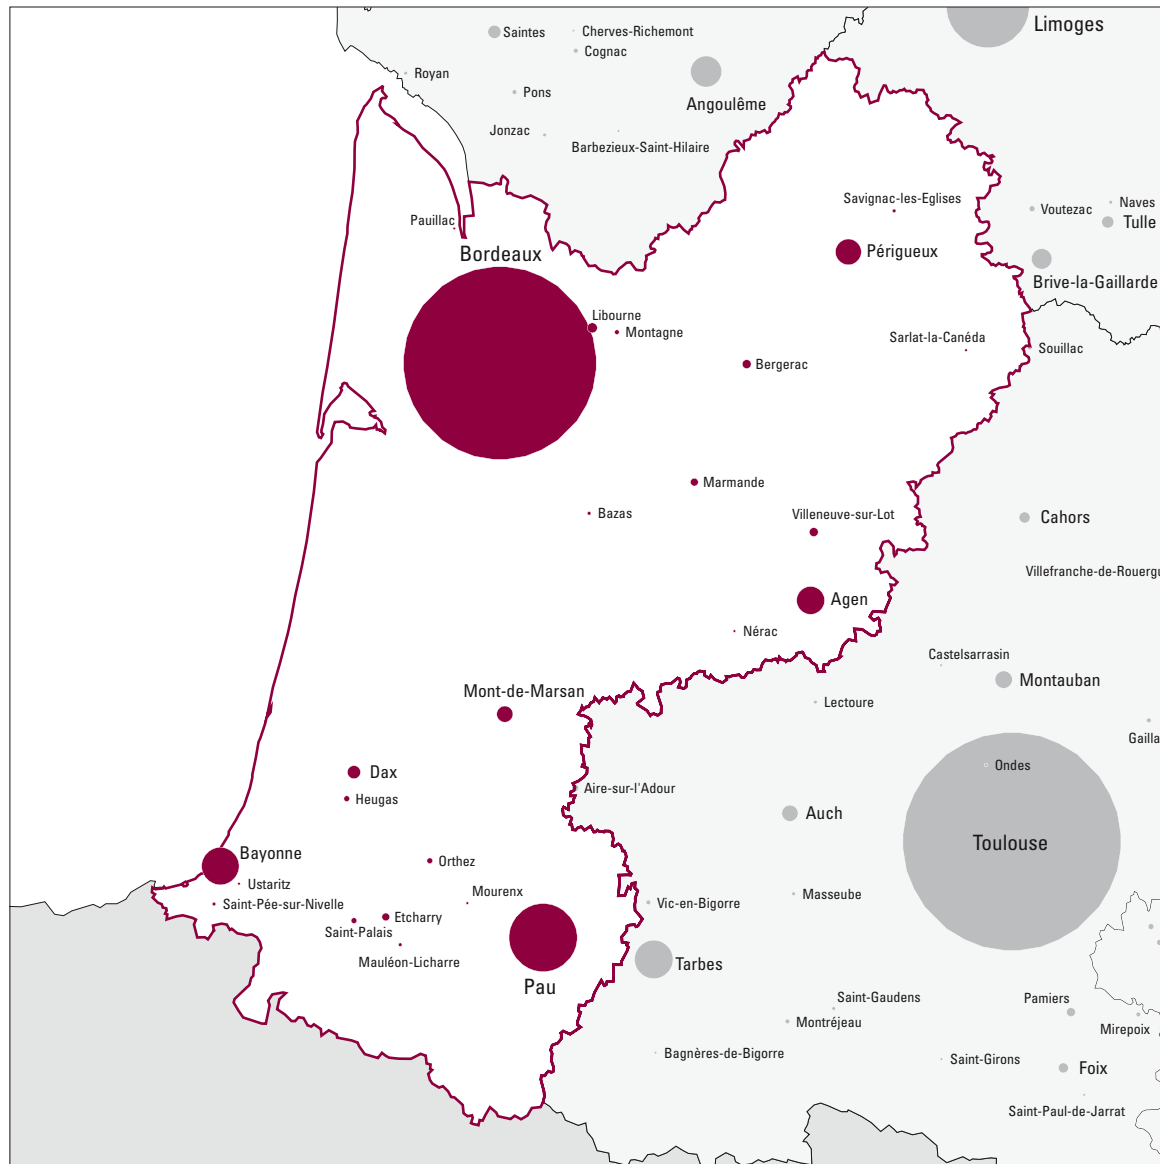 Limoges
Saintes
Cherves-Richemont
Cognac
Royan
Pons
Angoulême
Jonzac
Barbezieux-Saint-Hilaire
Savignac-les-Eglises
Voutezac
Naves
Tulle
Pauillac
Bordeaux
Périgueux
Brive-la-Gaillarde
Libourne
Montagne
Sarlat-la-Canéda
Souillac
Bergerac
Marmande
Bazas
Villeneuve-sur-Lot
Cahors
Villefranche-de-Rouergu
Agen
Nérac
Castelsarrasin
Montauban
Mont-de-Marsan
Lectoure
Gailla
Ondes
Dax
Heugas
Aire-sur-l'Adour
Auch
Toulouse
Bayonne
Orthez
Ustaritz
Saint-Pée-sur-Nivelle
Mourenx
Masseube
Vic-en-Bigorre
Etcharry
Saint-Palais
Mauléon-Licharre
Tarbes
Pau
Saint-Gaudens
Pamiers
Montréjeau
Mirepoix
Bagnères-de-Bigorre
Saint-Girons
Foix
Saint-Paul-de-Jarrat